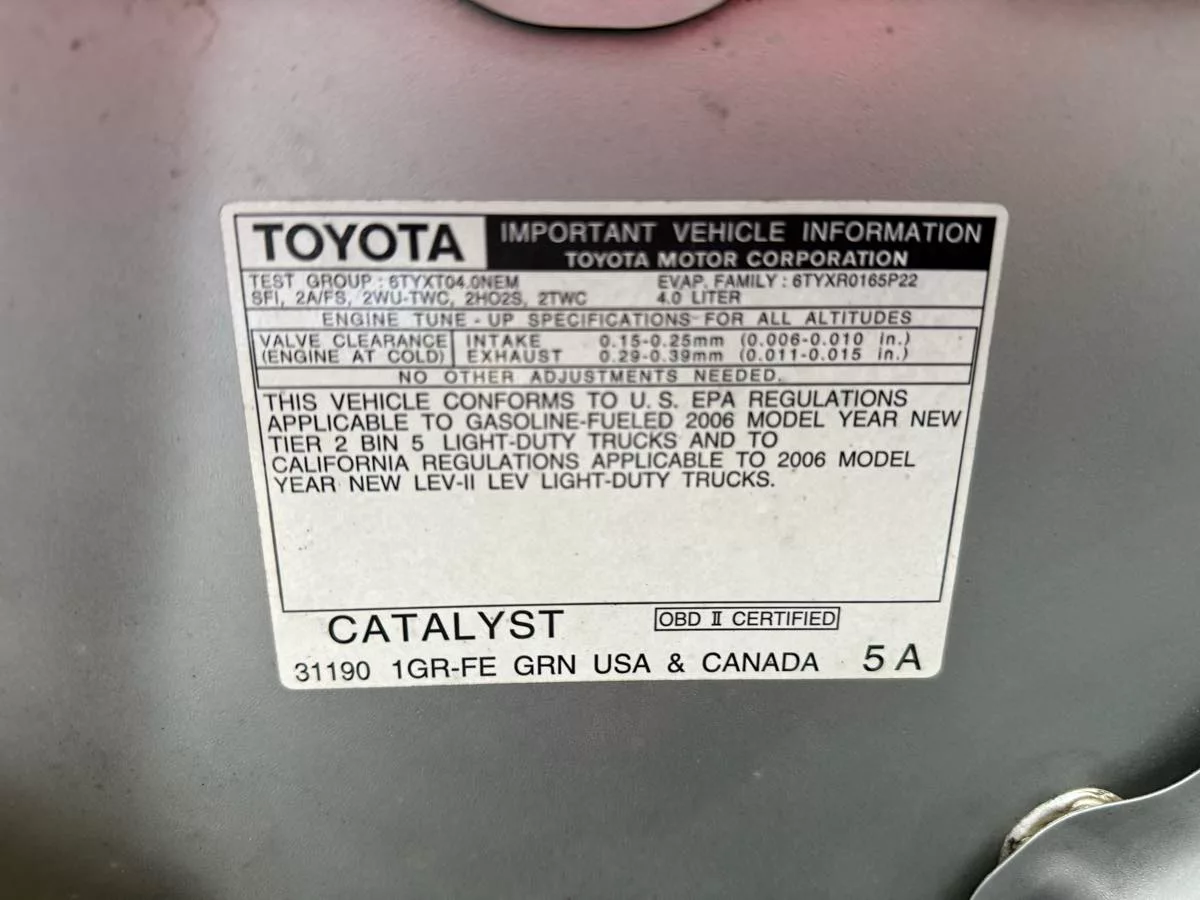 TOYOTA IMPORTANT VEHICLE INFORMATION
TOYOTA MOTOR CORPORATION
TEST GROUP : 6TYXT04.0NEM EVAP. FAMILY : 6TYXR0165P22
SFI, 2A/FS, 2WU-TWC, 2HO2S, 2TWC 4.0 LITER
ENGINE TUNE - UP SPECIFICATIONS FOR ALL ALTITUDES
VALVE CLEARANCE INTAKE 0.15-0.25mm (0.006-0.010 in.)
(ENGINE AT COLD) EXHAUST 0.29-0.39mm (0.011-0.015 in.)
NO OTHER ADJUSTMENTS NEEDED.
THIS VEHICLE CONFORMS TO U.S. EPA REGULATIONS
APPLICABLE TO GASOLINE-FUELED 2006 MODEL YEAR NEW
TIER 2 BIN 5 LIGHT-DUTY TRUCKS AND TO
CALIFORNIA REGULATIONS APPLICABLE TO 2006 MODEL
YEAR NEW LEV-II LEV LIGHT-DUTY TRUCKS.
CATALYST OBD II CERTIFIED
31190 1GR-FE GRN USA & CANADA 5A